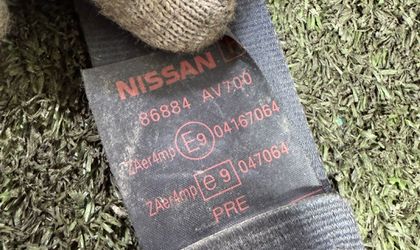 NISSAN
86884 AV700
ZAer4mp E9 04167064
ZAer4mp e9 047064
PRE